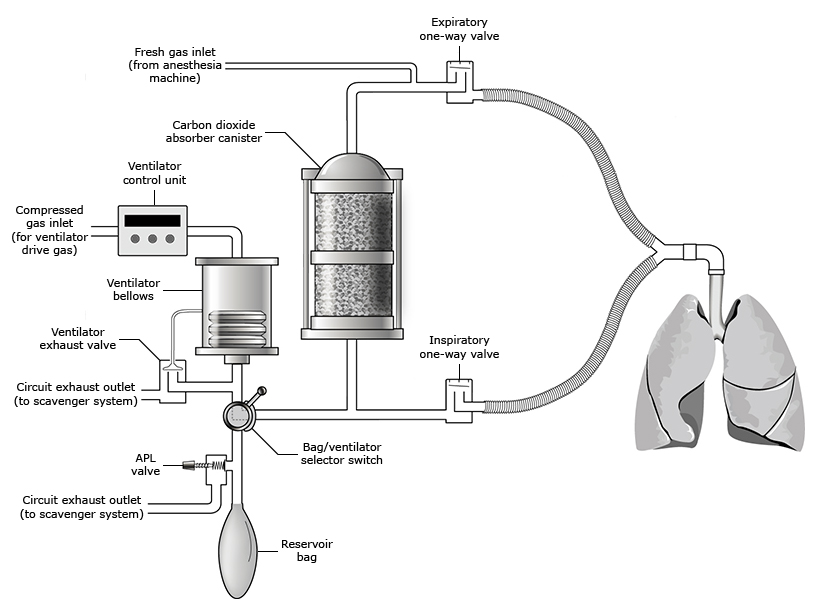 Expiratory
one-way valve
Fresh gas inlet
(from anesthesia
machine)
Carbon dioxide
absorber canister
Ventilator
control unit
Compressed
gas inlet
(for ventilator
drive gas)
Ventilator
bellows
Ventilator
exhaust valve
Inspiratory
one-way valve
Circuit exhaust outlet
(to scavenger system)
Bag/ventilator
selector switch
APL
valve
Circuit exhaust outlet
(to scavenger system)
Reservoir
bag